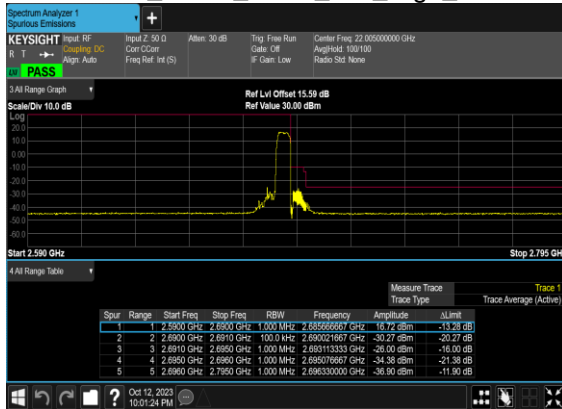 Spectrum Analyzer 1
Spurious Emissions
+
KEYSIGHT Input: RF Input Z: 50 Ω Atten: 30 dB Trig: Free Run Center Freq: 22.005000000 GHz
R T Coupling: DC Corr CCorr Gate: Off Avg|Hold: 100/100
Align: Auto Freq Ref: Int (S) IF Gain: Low Radio Std: None
PASS
3 All Range Graph
Ref Lvl Offset 15.59 dB
Scale/Div 10.0 dB Ref Value 30.00 dBm
Log
20.0
10.0
0.00
-10.0
-20.0
-30.0
-40.0
-50.0
-60.0
Start 2.590 GHz Stop 2.795 GH
4 All Range Table
Measure Trace Trace 1
Trace Type Trace Average (Active)
Spur Range Start Freq Stop Freq RBW Frequency Amplitude ΔLimit
1 1 2.5900 GHz 2.6900 GHz 1.000 MHz 2.685666667 GHz 16.72 dBm -13.28 dB
2 2 2.6900 GHz 2.6910 GHz 100.0 kHz 2.690021667 GHz -30.27 dBm -20.27 dB
3 3 2.6910 GHz 2.6950 GHz 1.000 MHz 2.693113333 GHz -26.00 dBm -16.00 dB
4 4 2.6950 GHz 2.6960 GHz 1.000 MHz 2.695076667 GHz -34.38 dBm -21.38 dB
5 5 2.6960 GHz 2.7950 GHz 1.000 MHz 2.696330000 GHz -36.90 dBm -11.90 dB
? Oct 12, 2023
10:01:24 PM